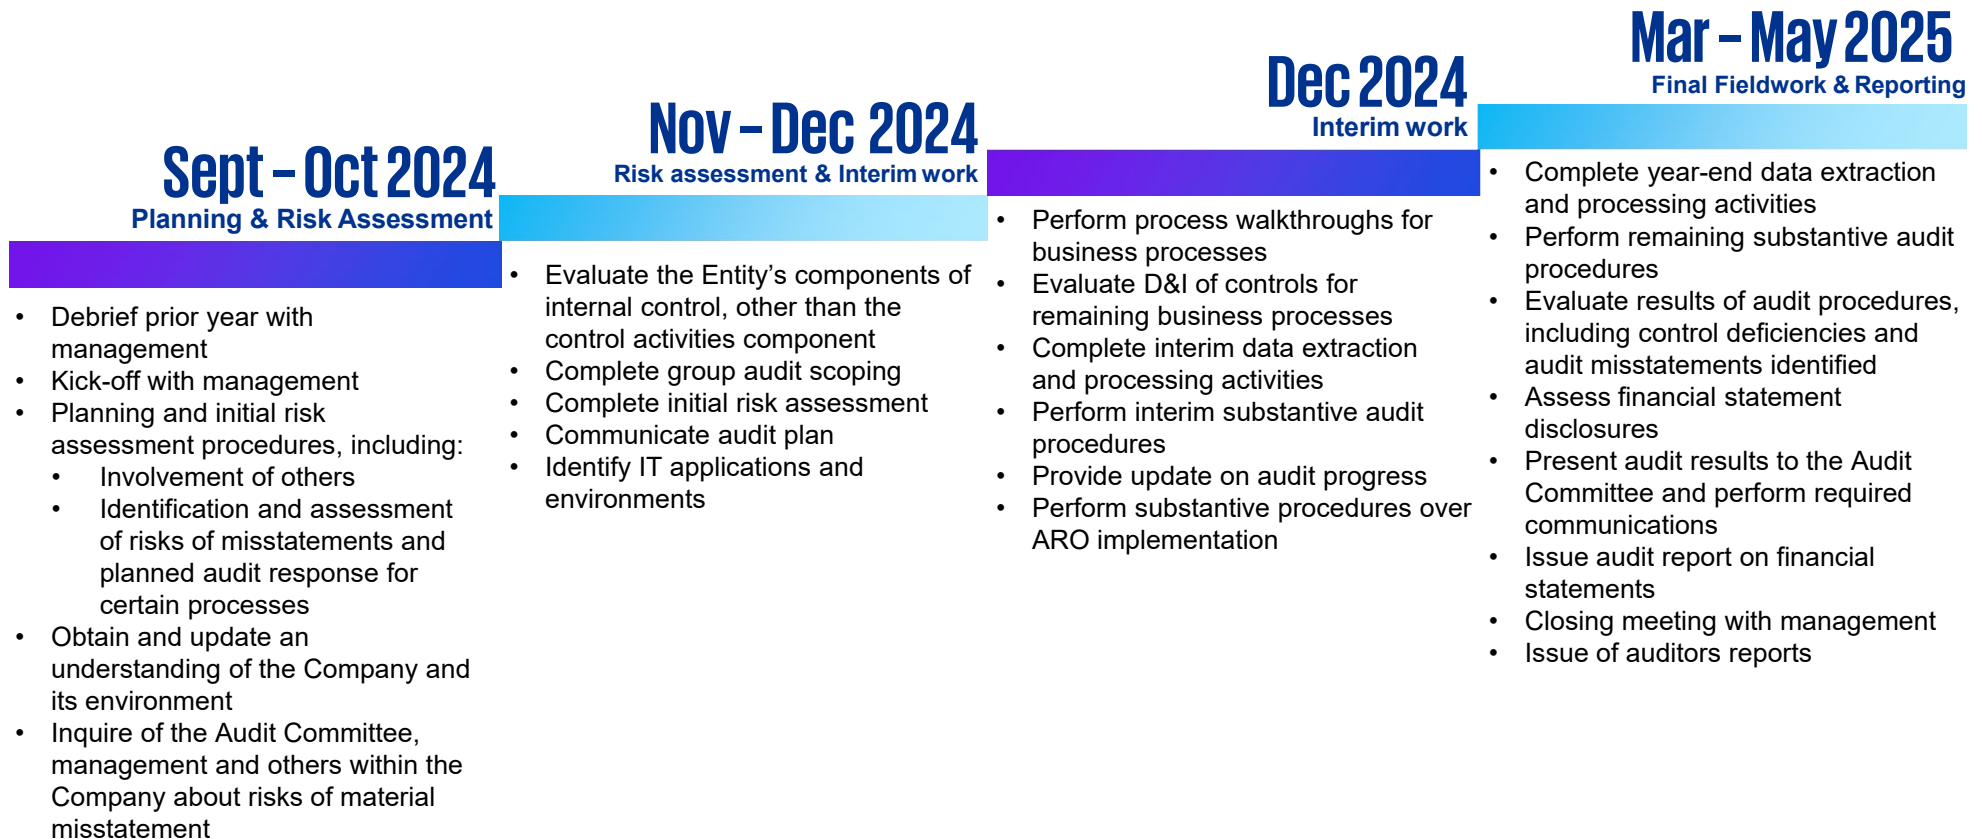 Sept – Oct 2024
Planning & Risk Assessment
• Debrief prior year with
management
• Kick-off with management
• Planning and initial risk
assessment procedures, including:
• Involvement of others
• Identification and assessment
of risks of misstatements and
planned audit response for
certain processes
• Obtain and update an
understanding of the Company and
its environment
• Inquire of the Audit Committee,
management and others within the
Company about risks of material
misstatement
Nov – Dec 2024
Risk assessment & Interim work
• Evaluate the Entity’s components of
internal control, other than the
control activities component
• Complete group audit scoping
• Complete initial risk assessment
• Communicate audit plan
• Identify IT applications and
environments
Dec 2024
Interim work
• Perform process walkthroughs for
business processes
• Evaluate D&I of controls for
remaining business processes
• Complete interim data extraction
and processing activities
• Perform interim substantive audit
procedures
• Provide update on audit progress
• Perform substantive procedures over
ARO implementation
Mar – May 2025
Final Fieldwork & Reporting
• Complete year-end data extraction
and processing activities
• Perform remaining substantive audit
procedures
• Evaluate results of audit procedures,
including control deficiencies and
audit misstatements identified
• Assess financial statement
disclosures
• Present audit results to the Audit
Committee and perform required
communications
• Issue audit report on financial
statements
• Closing meeting with management
• Issue of auditors reports